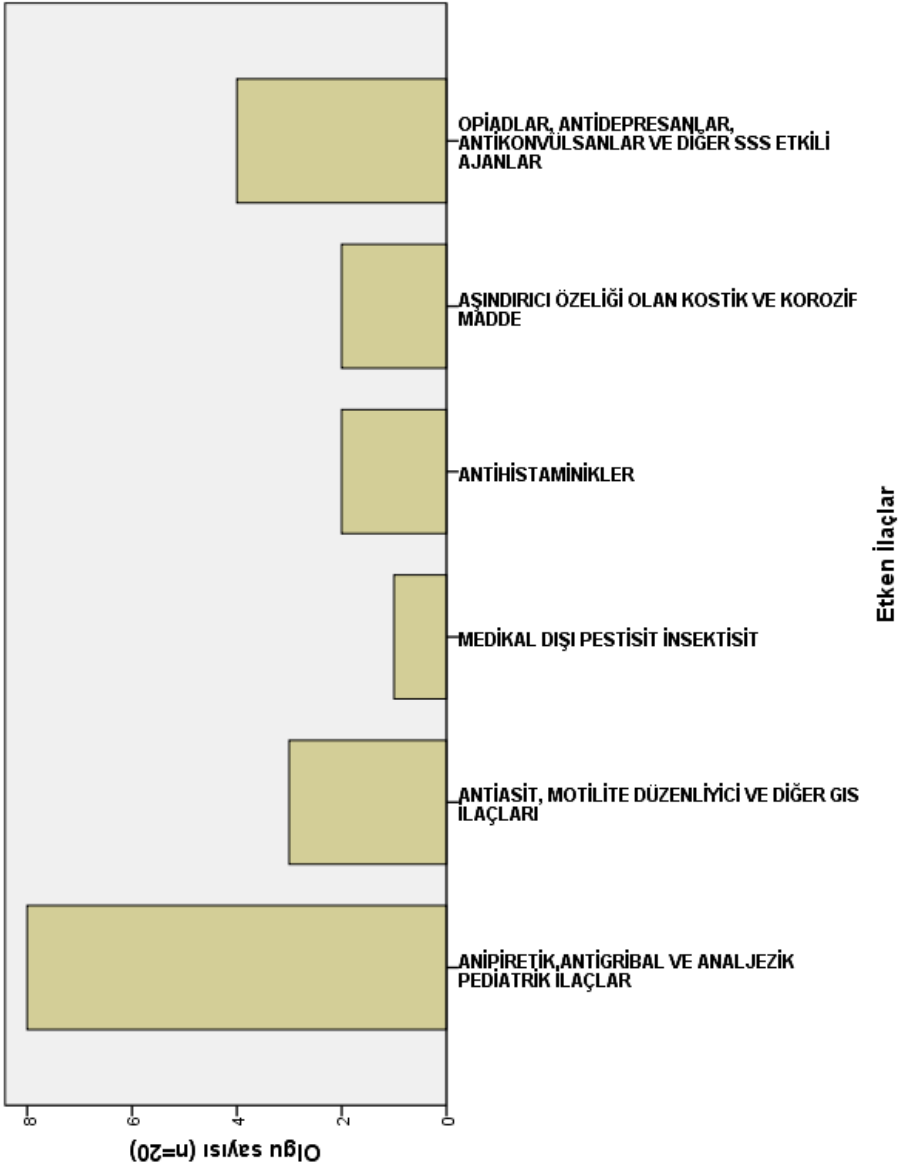 OPİADLAR, ANTİDEPRESANLAR,
ANTİKONVÜLSANLAR VE DİĞER SSS ETKİLİ
AJANLAR
AŞINDIRICI ÖZELİĞİ OLAN KOSTİK VE KOROZİF
MADDE
ANTİHİSTAMİNİKLER
MEDİKAL DIŞI PESTİSİT İNSEKTİSİT
ANTİASİT, MOTİLİTE DÜZENLİYİCİ VE DİĞER GIS
İLAÇLARI
ANİPİRETİK,ANTİGRİBAL VE ANALJEZİK
PEDİATRİK İLAÇLAR
Etken İlaçlar
8
6
4
2
0
Olgu sayısı (n=20)